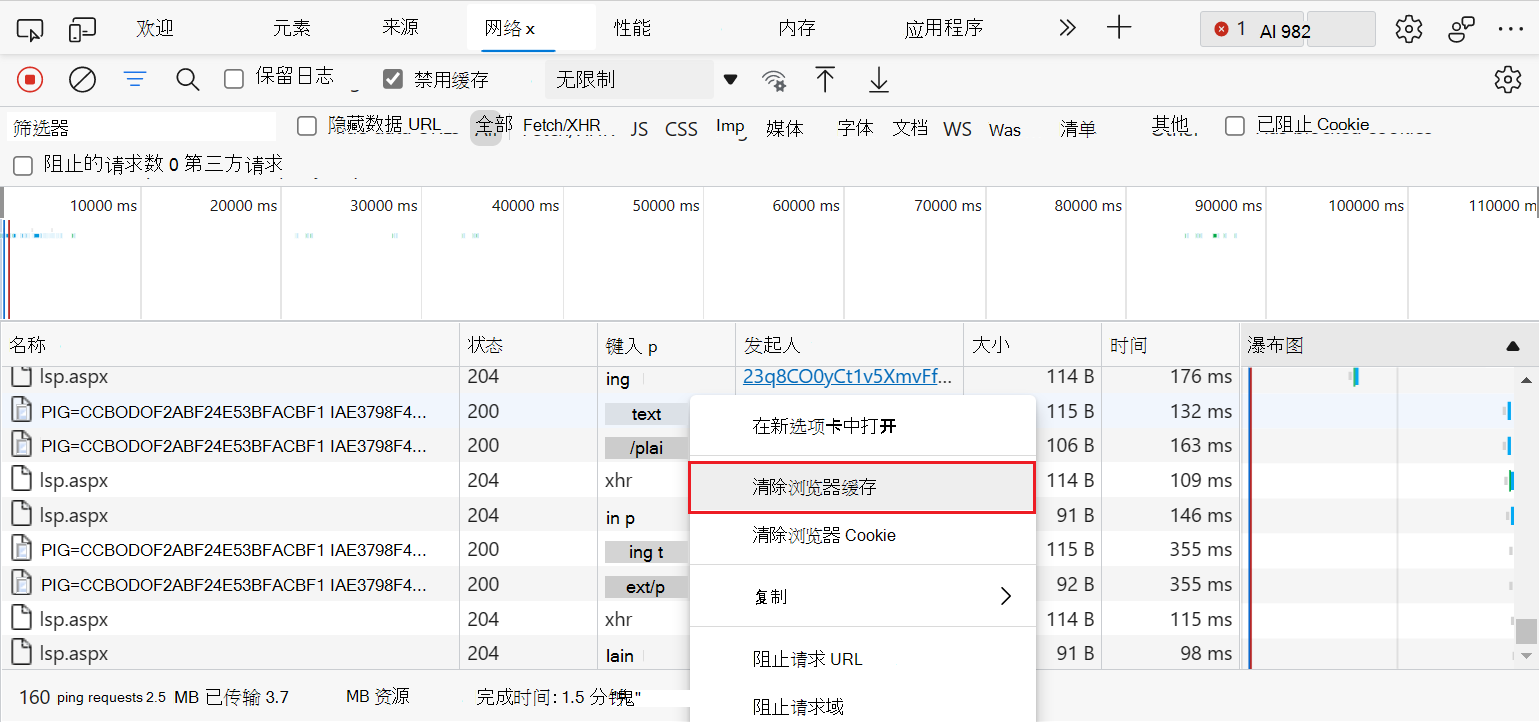 欢迎 元素 来源 网络 x 性能 内存 应用程序 1 AI 982
保留日志 禁用缓存 无限制
筛选器 隐藏数据 URL 全部 Fetch/XHR JS CSS Imp 媒体 字体 文档 WS Was 清单 其他 已阻止 Cookie
阻止的请求数 0 第三方请求
10000 ms 20000 ms 30000 ms 40000 ms 50000 ms 60000 ms 70000 ms 80000 ms 90000 ms 100000 ms 110000 m
名称 状态 键入 p 发起人 大小 时间 瀑布图
lsp.aspx 204 ing 23q8CO0yCt1v5XmvFf... 114 B 176 ms
PIG=CCBODOF2ABF24E53BFACBF1 IAE3798F4... 200 text 115 B 132 ms
在新选项卡中打开
PIG=CCBODOF2ABF24E53BFACBF1 IAE3798F4... 200 /plai 106 B 163 ms
lsp.aspx 204 xhr 清除浏览器缓存 114 B 109 ms
lsp.aspx 204 in p 91 B 146 ms
清除浏览器 Cookie
PIG=CCBODOF2ABF24E53BFACBF1 IAE3798F4... 200 ing t 115 B 355 ms
PIG=CCBODOF2ABF24E53BFACBF1 IAE3798F4... 200 ext/p 复制 92 B 355 ms
lsp.aspx 204 xhr 114 B 115 ms
lsp.aspx 204 lain 阻止请求 URL 91 B 98 ms
160 ping requests 2.5 MB 已传输 3.7 MB 资源 完成时间: 1.5 分
阻止请求域